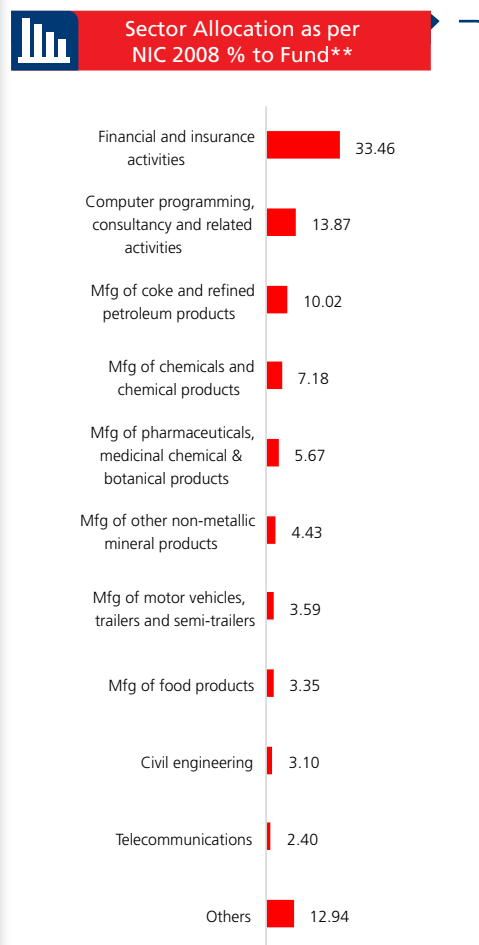 Sector Allocation as per
NIC 2008 % to Fund**
Financial and insurance
activities
33.46
Computer programming,
consultancy and related
activities
13.87
Mfg of coke and refined
petroleum products
10.02
Mfg of chemicals and
chemical products
7.18
Mfg of pharmaceuticals,
medicinal chemical &
botanical products
5.67
Mfg of other non-metallic
mineral products
4.43
Mfg of motor vehicles,
trailers and semi-trailers
3.59
Mfg of food products
3.35
Civil engineering
3.10
Telecommunications
2.40
Others
12.94